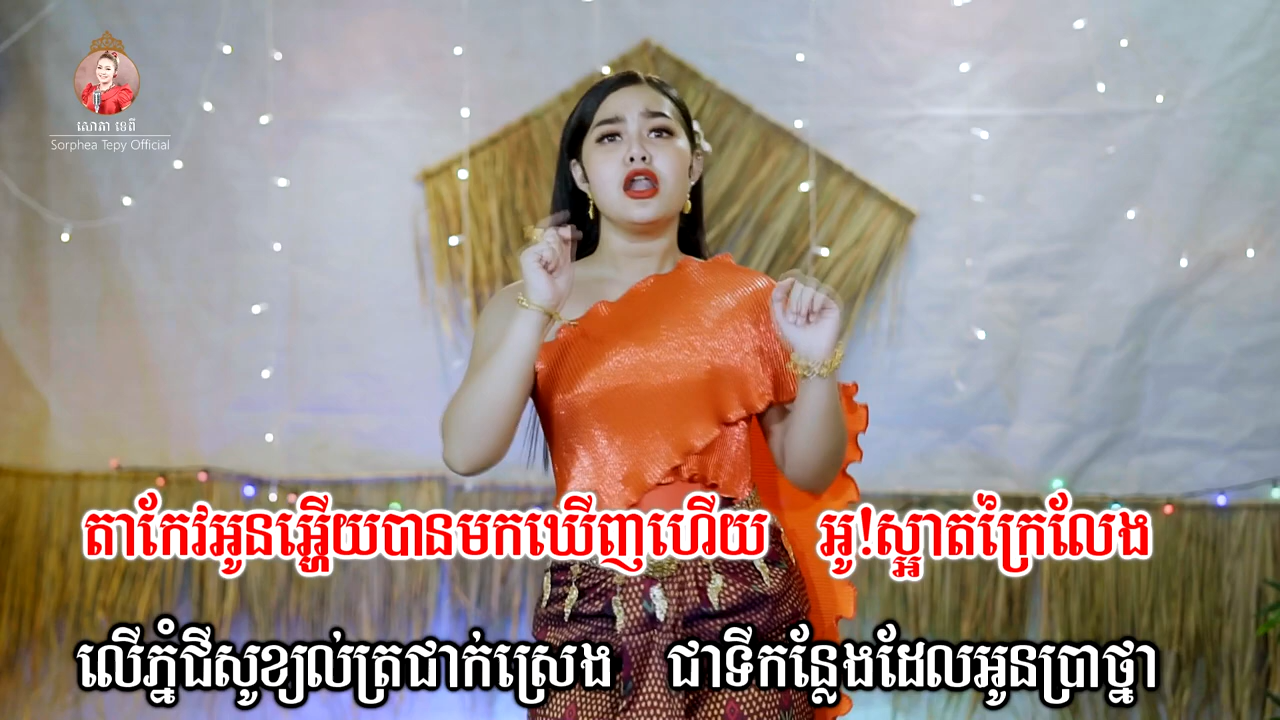 សោភា ទេពី
Sorphea Tepy Official
តាកែវអូនអ្ហើយបានមកឃើញហើយ អូ!ស្អាតក្រៃលែង
លើភ្នំជីសូខ្យល់ត្រជាក់ស្រេង ជាទីកន្លែងដែលអូនប្រាថ្នា